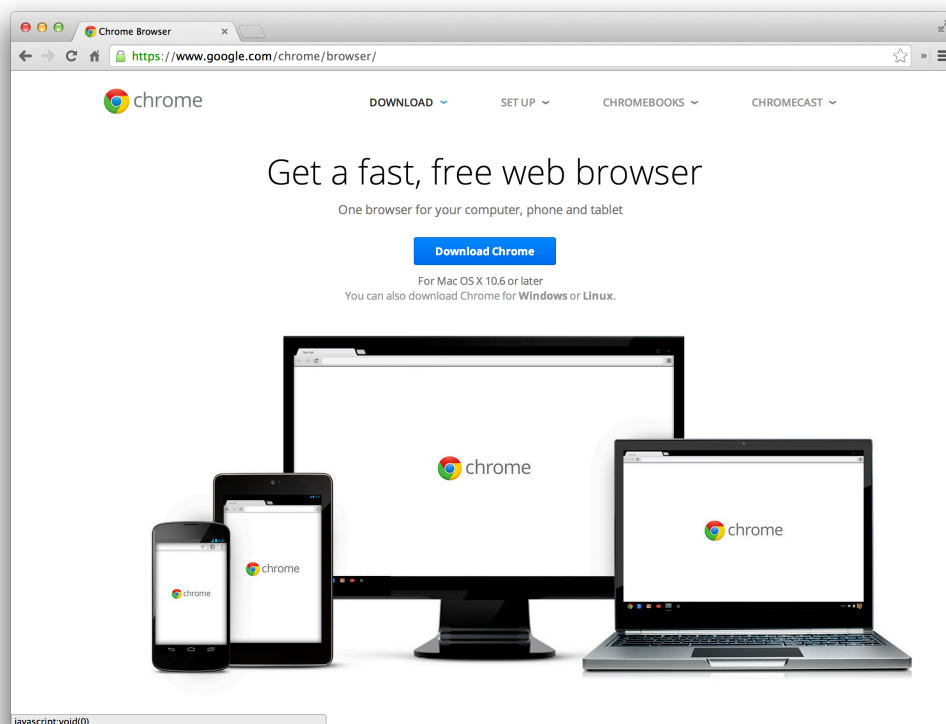 Chrome Browser
https://www.google.com/chrome/browser/
chrome
DOWNLOAD SET UP CHROMEBOOKS CHROMECAST
Get a fast, free web browser
One browser for your computer, phone and tablet
Download Chrome
For Mac OS X 10.6 or later
You can also download Chrome for Windows or Linux.
New tab
chrome
chrome
chrome
chrome
javascript:void(0)